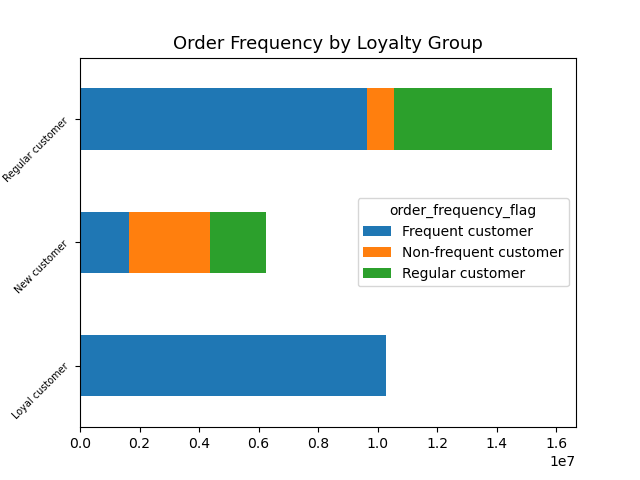 Order Frequency by Loyalty Group
Regular customer
New customer
Loyal customer
order_frequency_flag
Frequent customer
Non-frequent customer
Regular customer
0.0 0.2 0.4 0.6 0.8 1.0 1.2 1.4 1.6
1e7